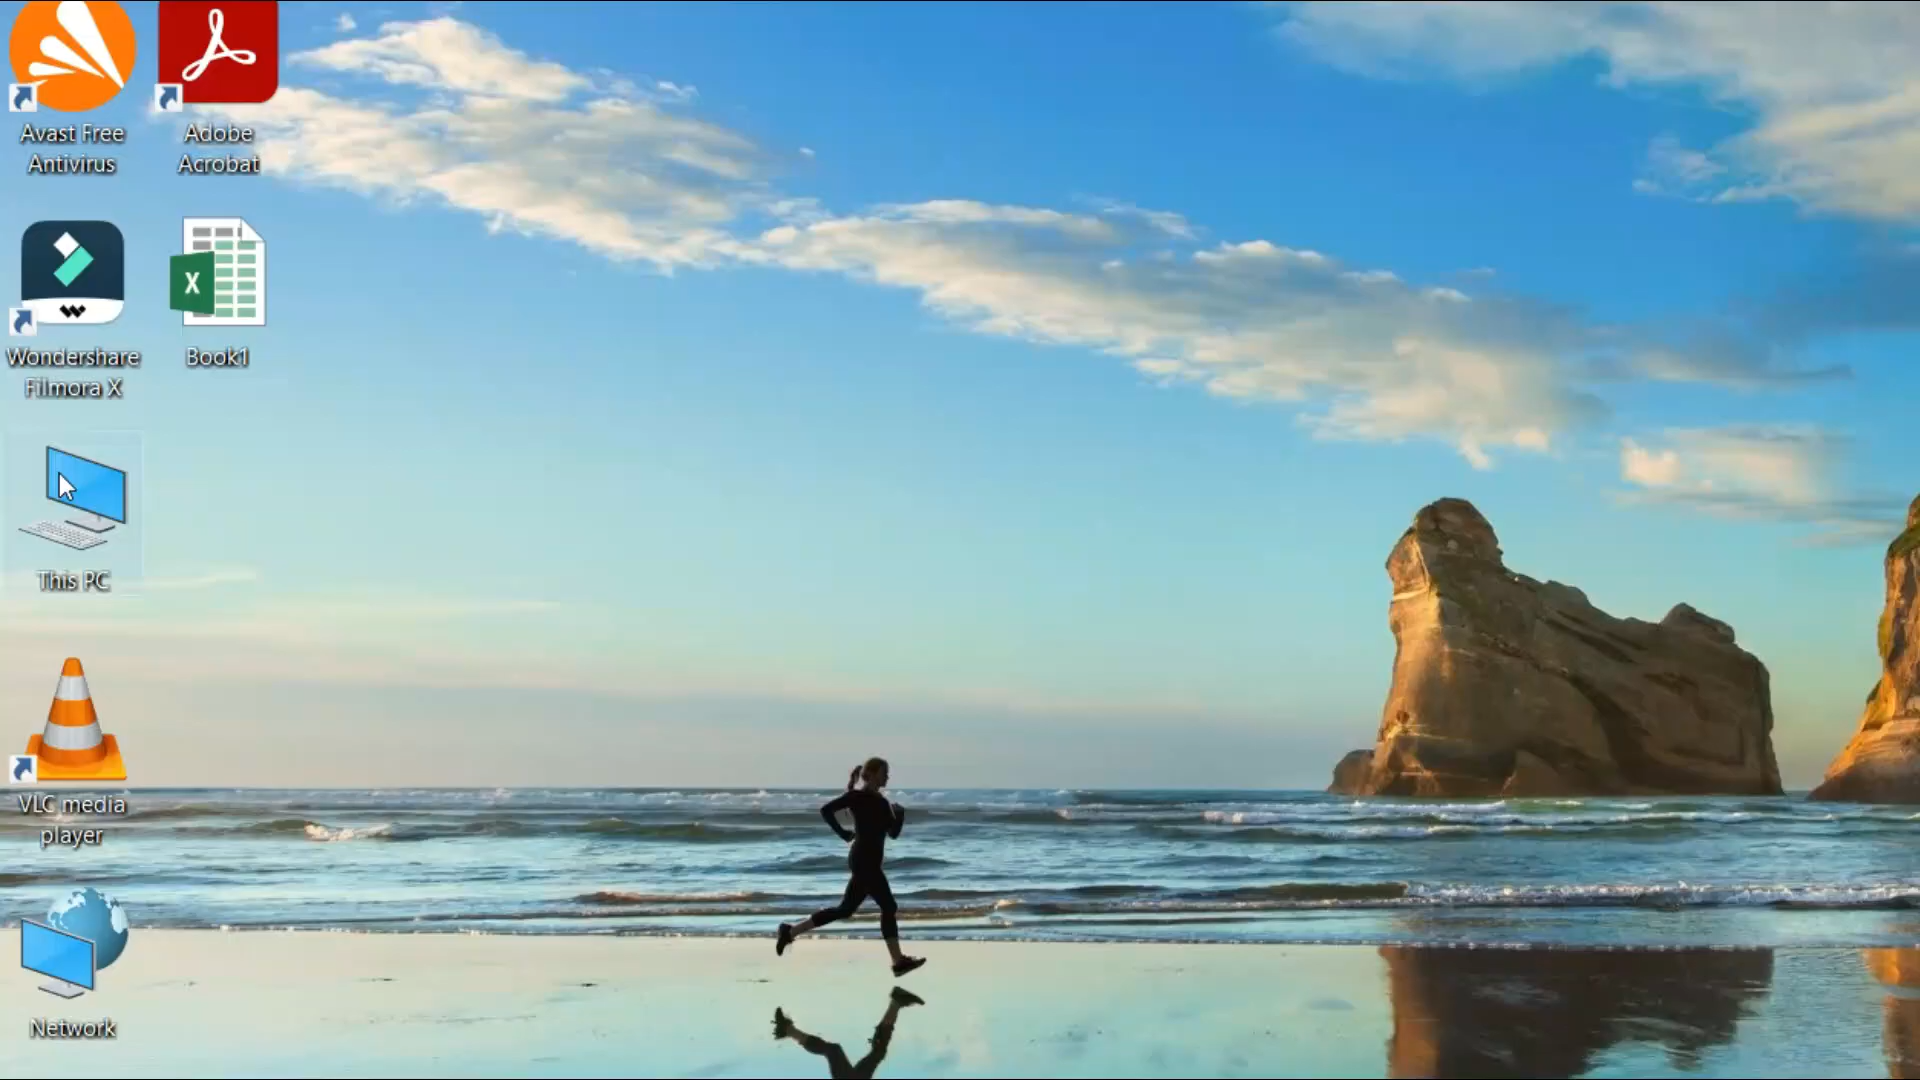 Avast Free
Antivirus
Adobe
Acrobat
Wondershare
Filmora X
X
Book1
This PC
VLC media
player
Network